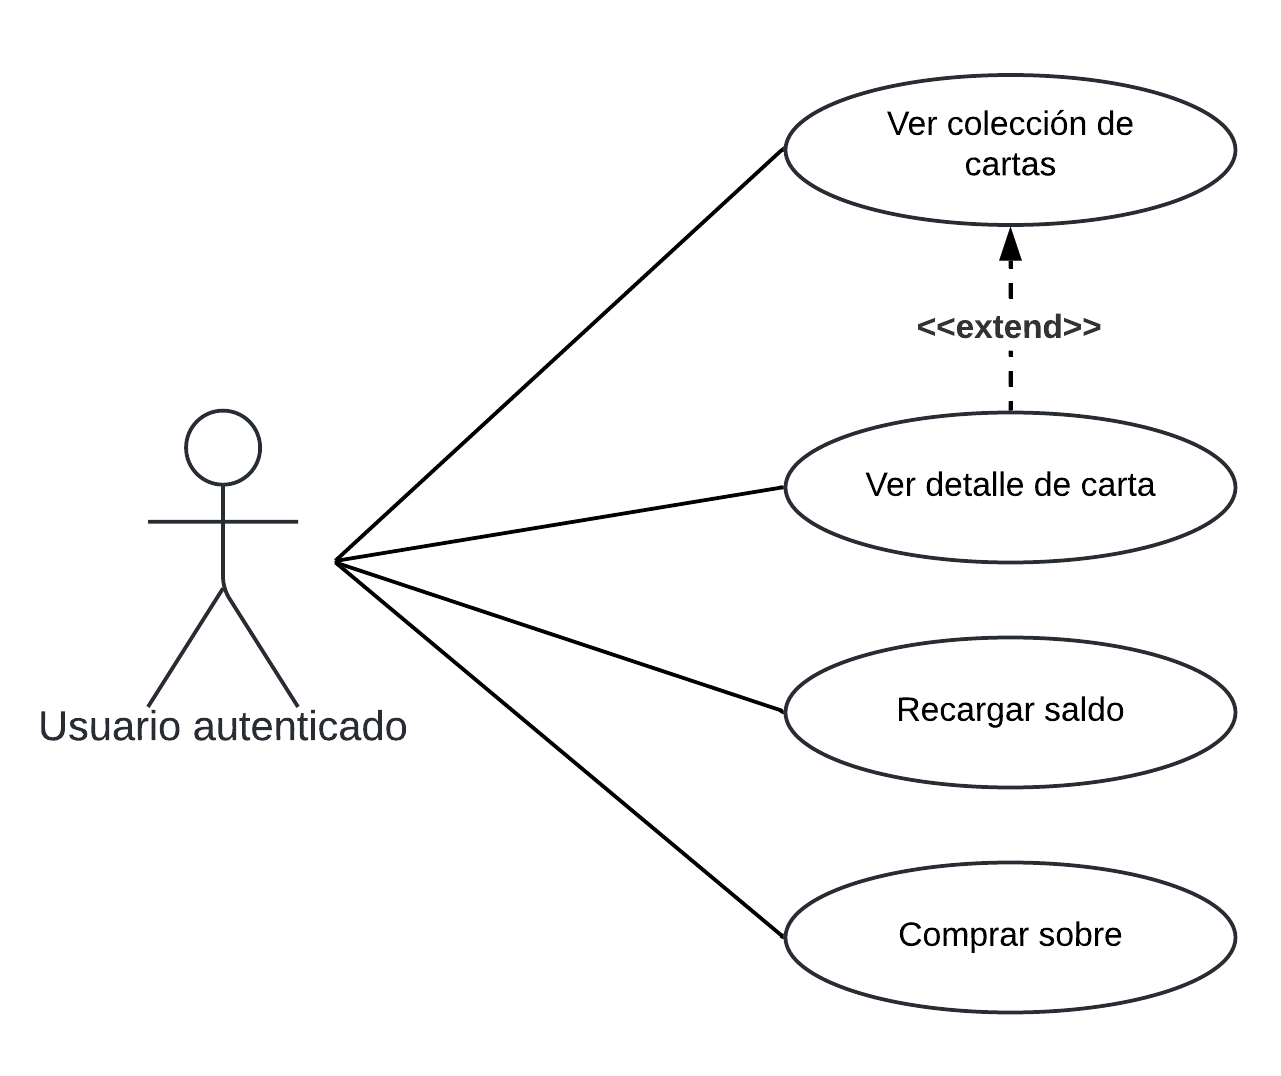 Ver colección de
cartas
<<extend>>
Ver detalle de carta
Recargar saldo
Usuario autenticado
Comprar sobre